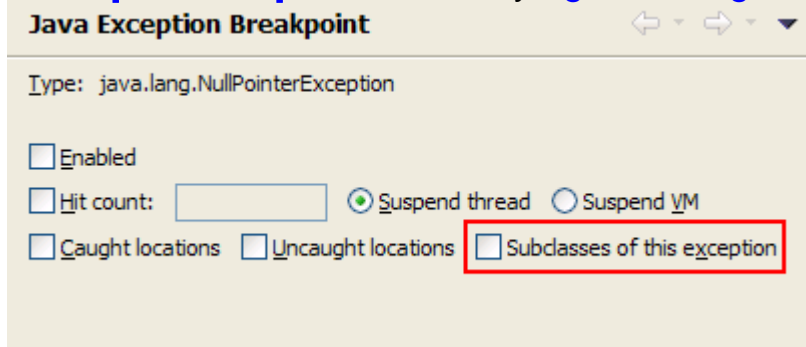 Java Exception Breakpoint
Type: java.lang.NullPointerException
Enabled
Hit count: Suspend thread Suspend VM
Caught locations Uncaught locations Subclasses of this exception